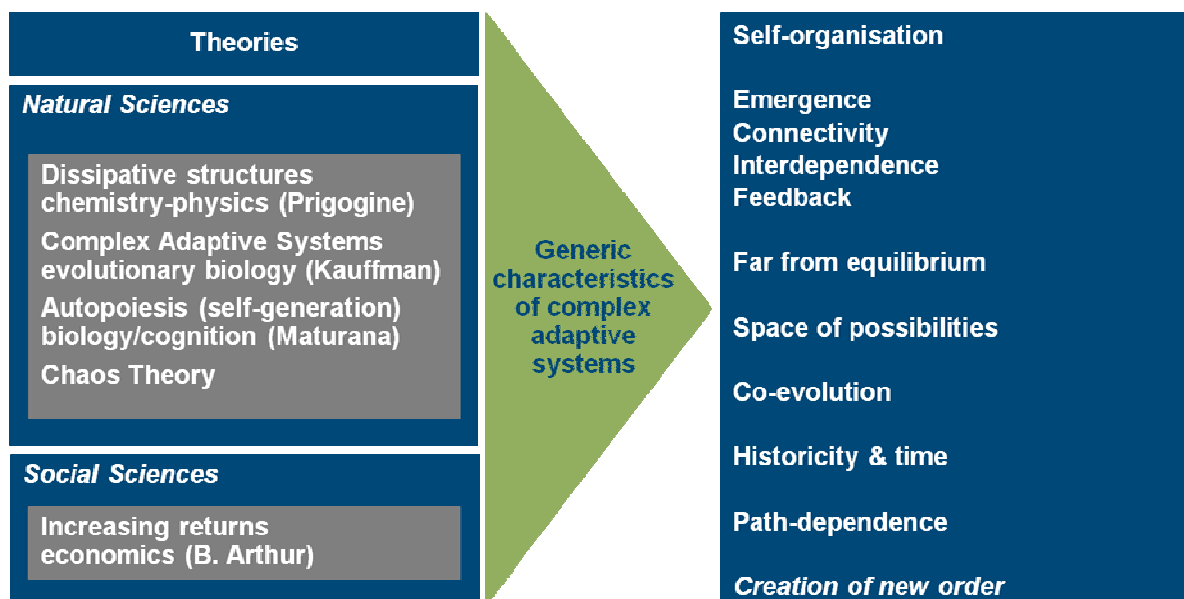 Theories
Natural Sciences
Dissipative structures
chemistry-physics (Prigogine)
Complex Adaptive Systems
evolutionary biology (Kauffman)
Autopoiesis (self-generation)
biology/cognition (Maturana)
Chaos Theory
Social Sciences
Increasing returns
economics (B. Arthur)
Generic
characteristics
of complex
adaptive
systems
Self-organisation
Emergence
Connectivity
Interdependence
Feedback
Far from equilibrium
Space of possibilities
Co-evolution
Historicity & time
Path-dependence
Creation of new order